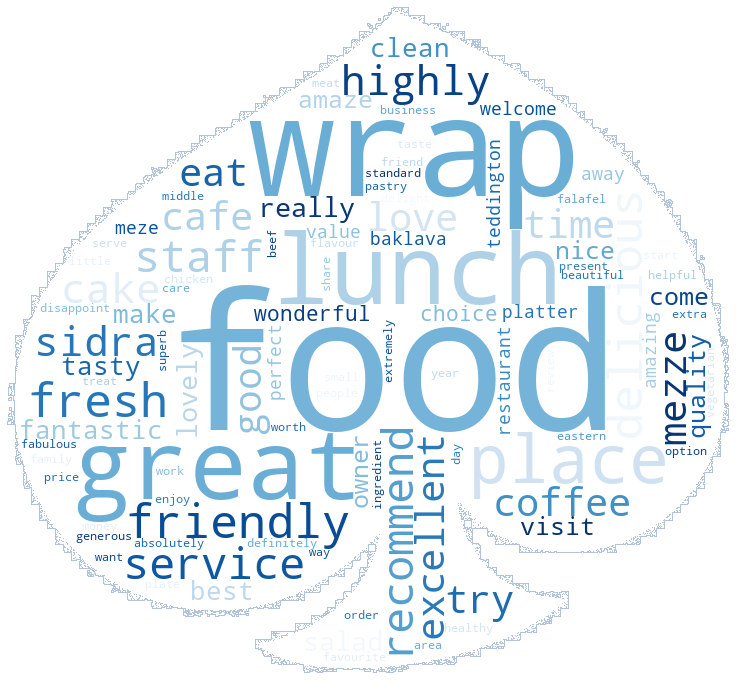 clean
highly
meat
amaze
business
welcome
wrap
taste
friend
standard
pastry
eat
middle
teddington
away
falafel
really
cafe
meze
value
love
time
delicious
baklava
staff
beef
flavour
nice
lunch
present
beautiful
start
helpful
serve
little
cake
chicken
care
share
disappoint
make
wonderful
choice
platter
come
extra
food
sidra
superb
tasty
lovely
good
perfect
extremely
restaurant
amazing
mezze
quality
vegetarian
treat
small
people
year
review
fresh
worth
fantastic
fabulous
great
owner
ingredient
recommend
excellent
day
place
eastern
option
family
price
work
enjoy
coffee
visit
money
friendly
generous
absolutely
definitely
want
way
service
plate
best
try
order
salad
favourite
area
healthy